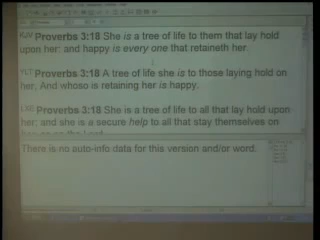 KJV Proverbs 3:18 She is a tree of life to them that lay hold
upon her: and happy is every one that retaineth her.
YLT Proverbs 3:18 A tree of life she is to those laying hold on
her, And whoso is retaining her is happy.
Proverbs 3:18 She is a tree of life to all that lay hold upon
her; and she is a secure help to all that stay themselves on
There is no auto-info data for this version and/or word.